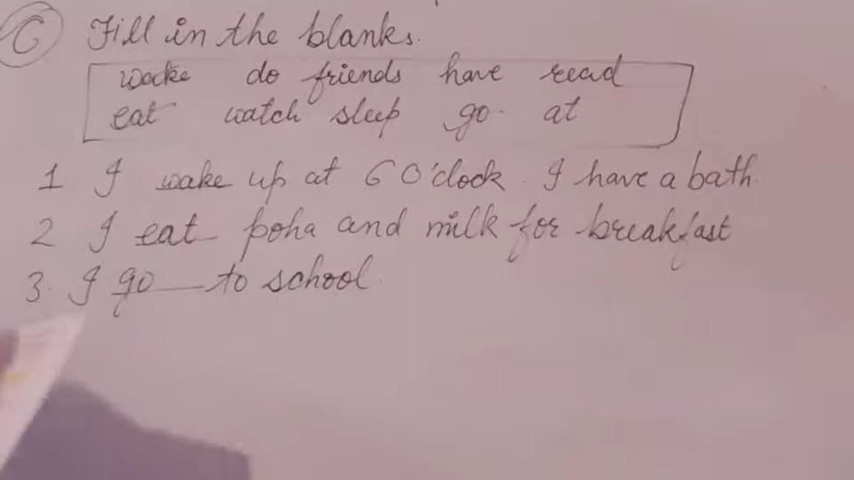 C Fill in the blanks.
wake do friends have read
eat watch sleep go at
1 I wake up at 6 O'clock. I have a bath.
2 I eat poha and milk for breakfast
3. I go to school.